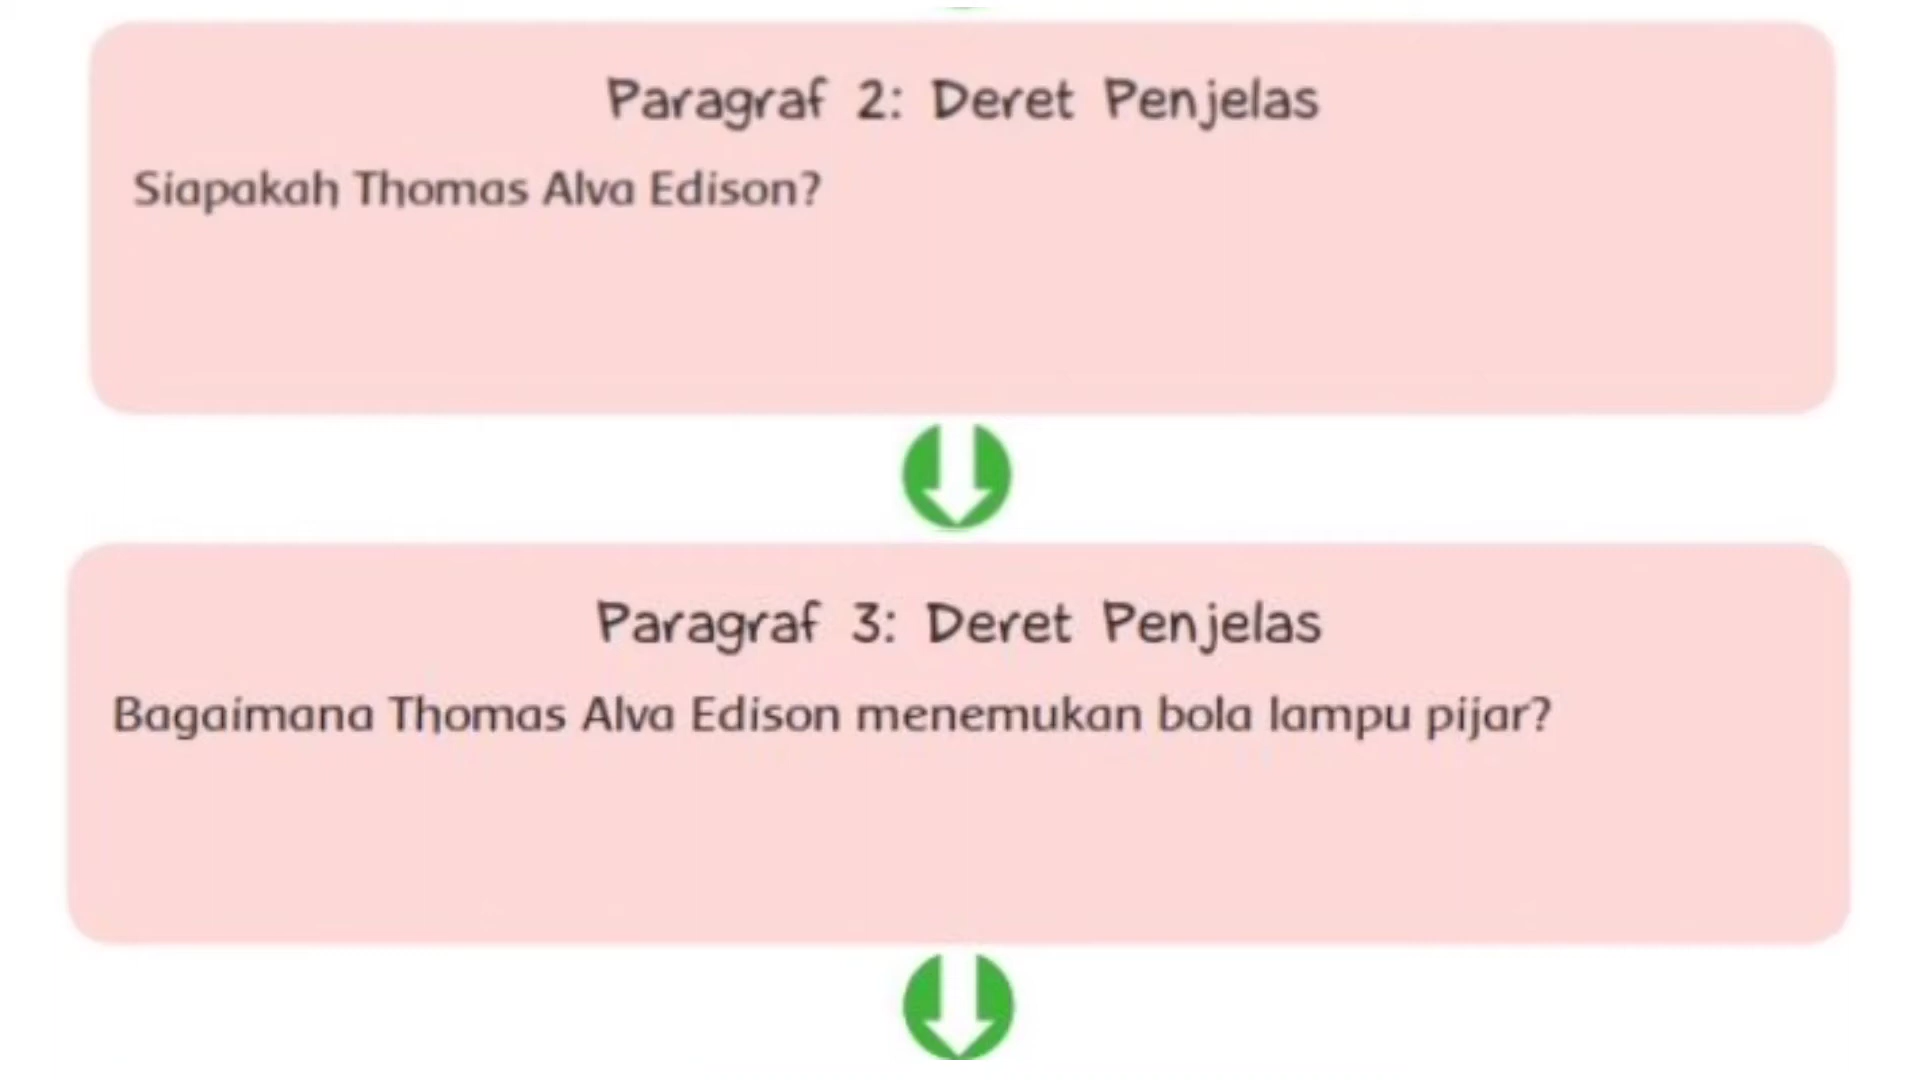 Paragraf 2: Deret Penjelas
Siapakah Thomas Alva Edison?
Paragraf 3: Deret Penjelas
Bagaimana Thomas Alva Edison menemukan bola lampu pijar?